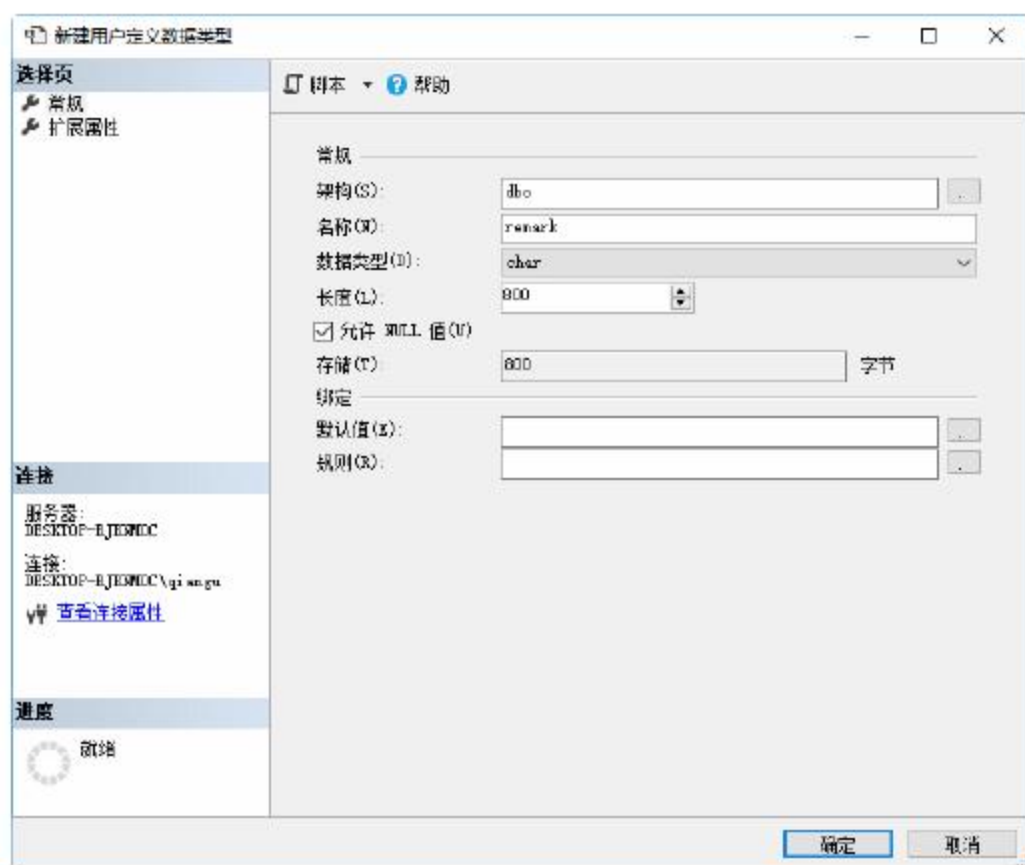 新建用户定义数据类型
选择页
常规
扩展属性
脚本 帮助
常规
架构(S): dbo
名称(N): remark
数据类型(D): char
长度(L): 800
允许 NULL 值(U)
存储(T): 800 字节
绑定
默认值(E):
规则(R):
连接
服务器:
连接:
查看连接属性
进度
就绪
确定 取消